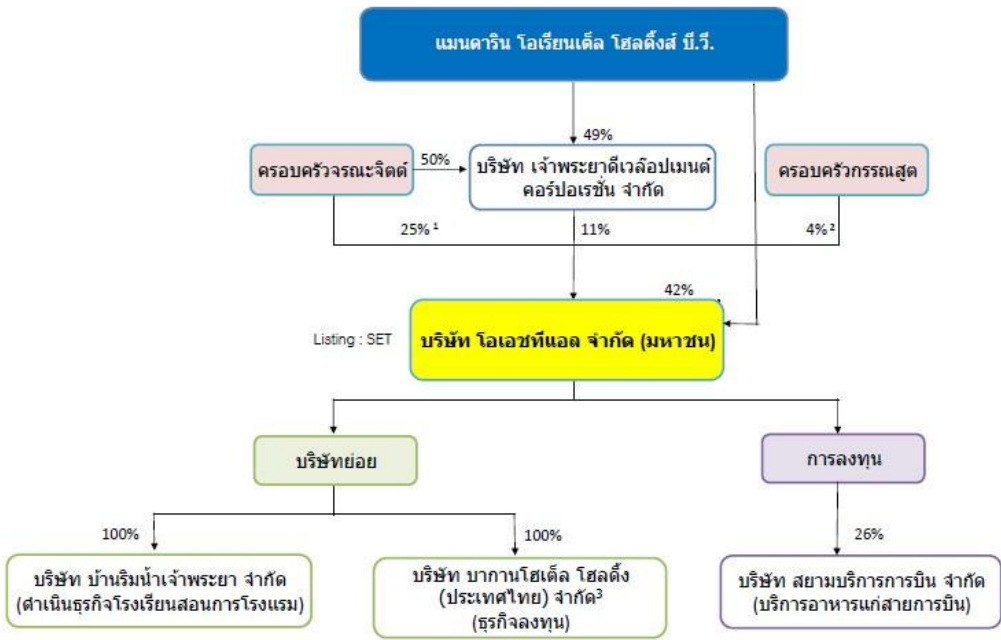 แมนดาริน โอเรียนเต็ล โฮลดิ้งส์ บี.วี.
49%
ครอบครัวจรณะจิตต์
50%
บริษัท เจ้าพระยาดีเวล๊อปเมนต์
คอร์ปอเรชั่น จำกัด
ครอบครัวกรรณสูต
25% ¹
11%
4% ²
42%
Listing : SET
บริษัท โอเอชทีแอล จำกัด (มหาชน)
บริษัทย่อย
การลงทุน
100%
100%
26%
บริษัท บ้านริมน้ำเจ้าพระยา จำกัด
(ดำเนินธุรกิจโรงเรียนสอนการโรงแรม)
บริษัท บากานโฮเต็ล โฮลดิ้ง
(ประเทศไทย) จำกัด³
(ธุรกิจลงทุน)
บริษัท สยามบริการการบิน จำกัด
(บริการอาหารแก่สายการบิน)